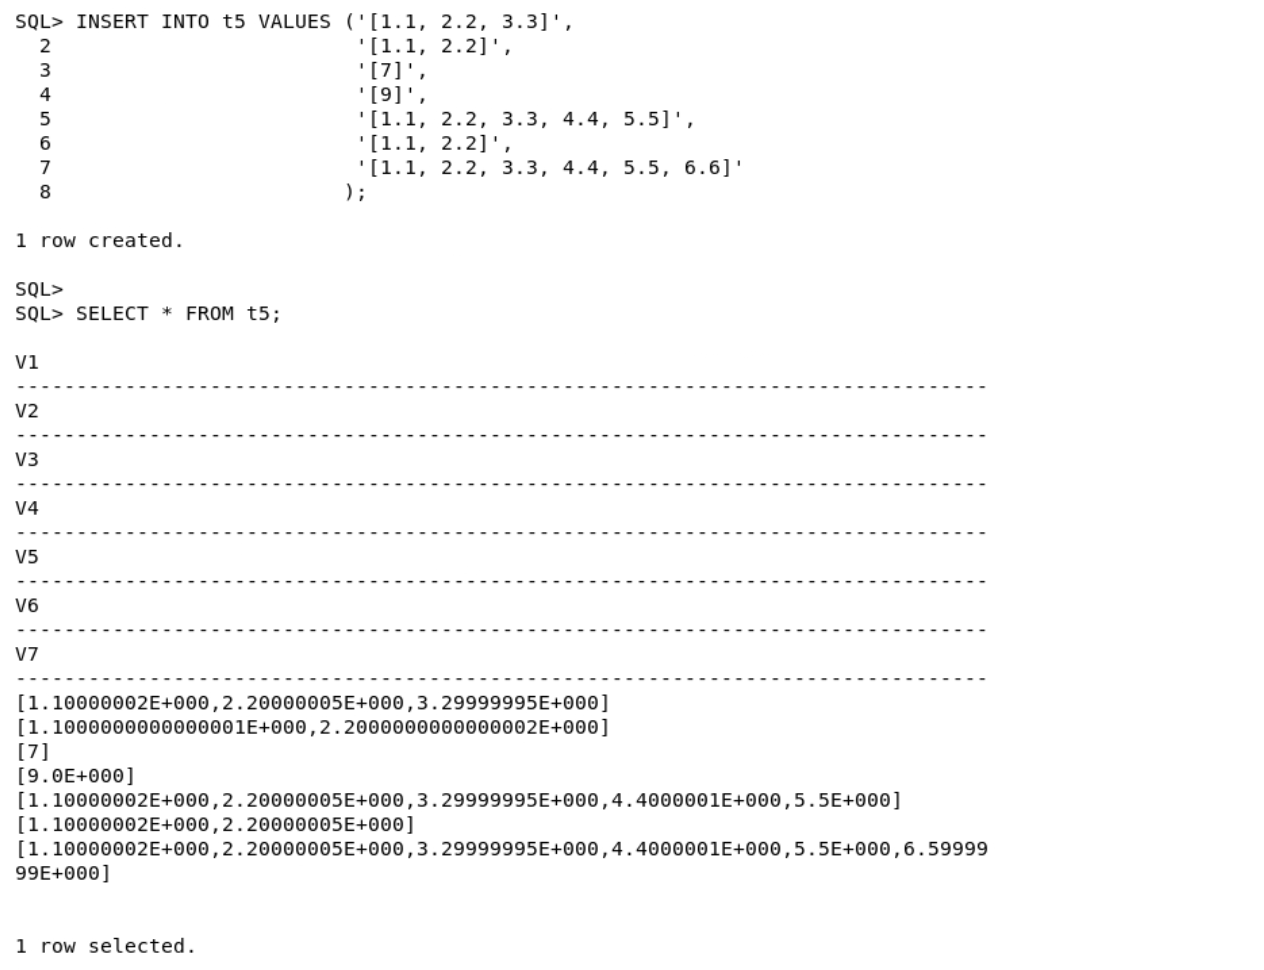 SQL> INSERT INTO t5 VALUES ('[1.1, 2.2, 3.3]',
  2                         '[1.1, 2.2]',
  3                         '[7]',
  4                         '[9]',
  5                         '[1.1, 2.2, 3.3, 4.4, 5.5]',
  6                         '[1.1, 2.2]',
  7                         '[1.1, 2.2, 3.3, 4.4, 5.5, 6.6]'
  8                        );
1 row created.
SQL>
SQL> SELECT * FROM t5;
V1
--------------------------------------------------------------------------------
V2
--------------------------------------------------------------------------------
V3
--------------------------------------------------------------------------------
V4
--------------------------------------------------------------------------------
V5
--------------------------------------------------------------------------------
V6
--------------------------------------------------------------------------------
V7
--------------------------------------------------------------------------------
[1.10000002E+000,2.20000005E+000,3.29999995E+000]
[1.1000000000000001E+000,2.2000000000000002E+000]
[7]
[9.0E+000]
[1.10000002E+000,2.20000005E+000,3.29999995E+000,4.4000001E+000,5.5E+000]
[1.10000002E+000,2.20000005E+000]
[1.10000002E+000,2.20000005E+000,3.29999995E+000,4.4000001E+000,5.5E+000,6.59999
99E+000]
1 row selected.